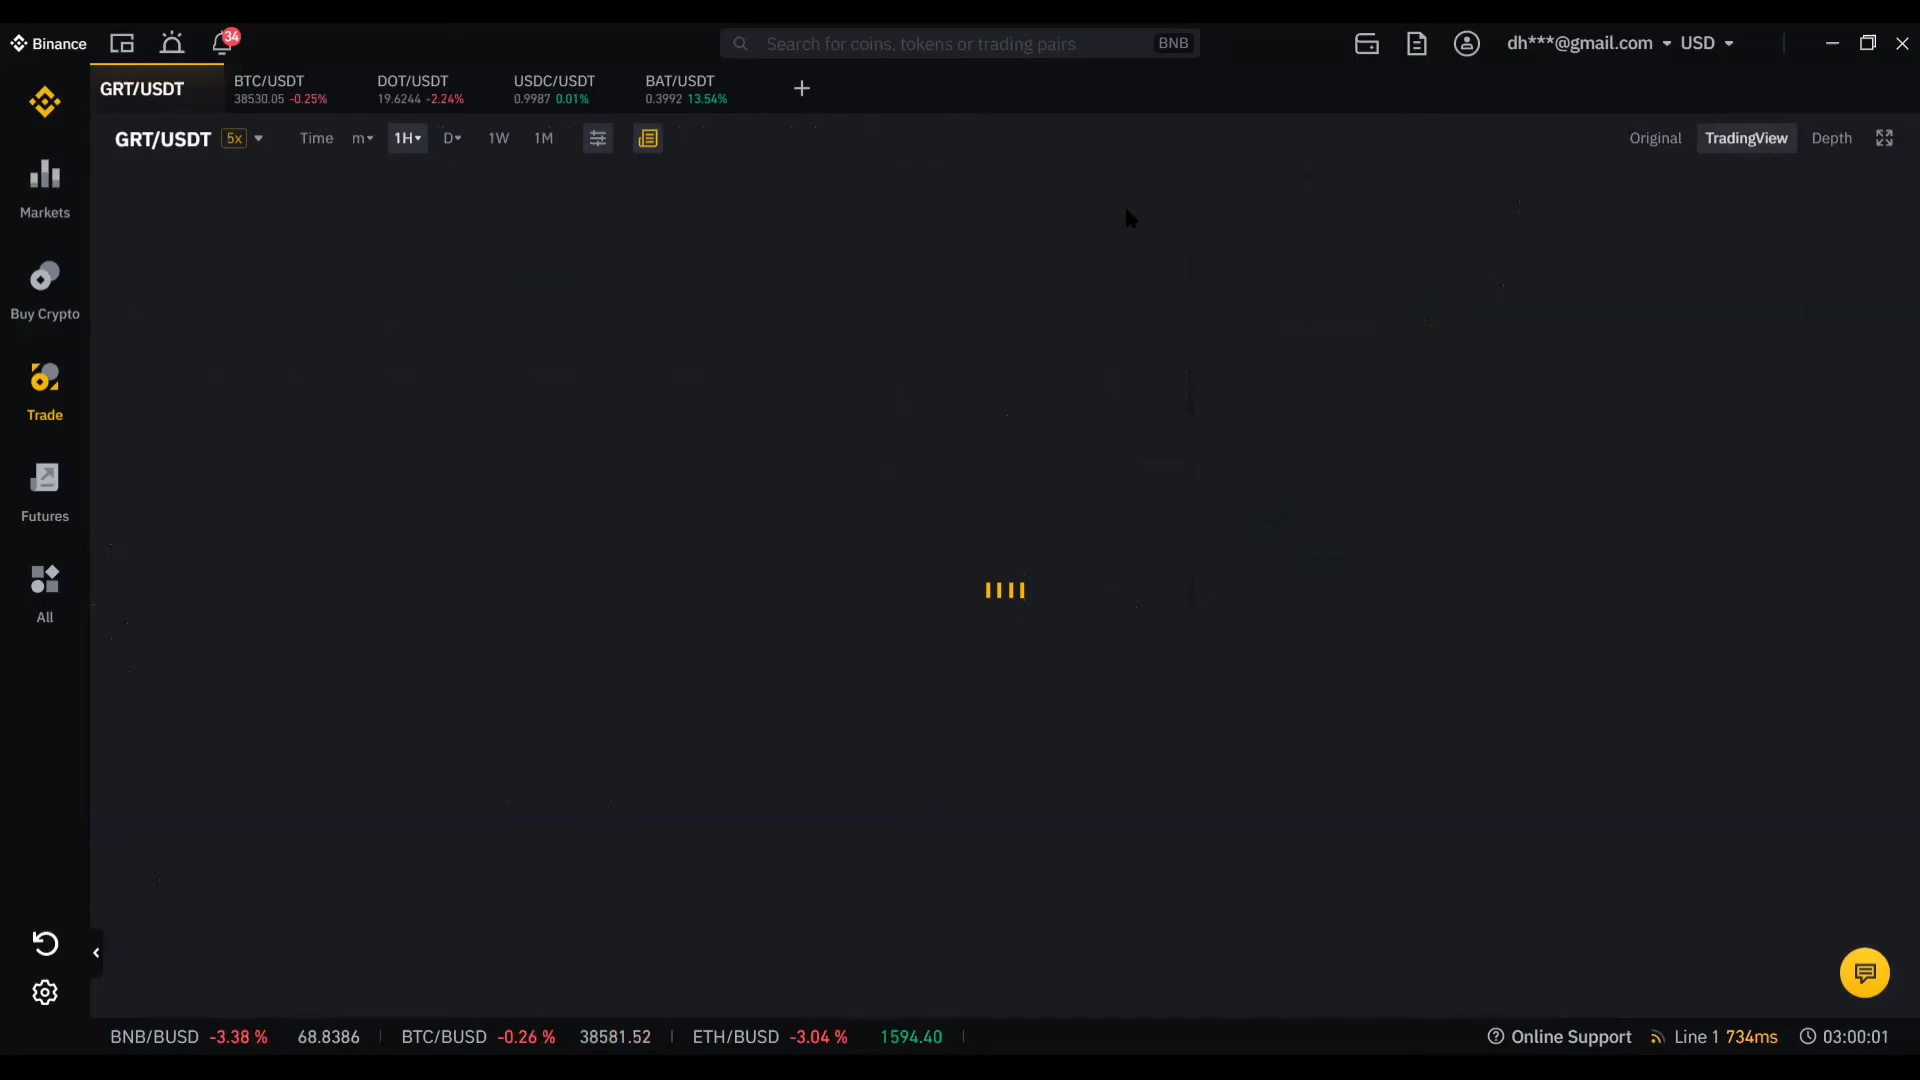 Binance 34 Search for coins, tokens or trading pairs BNB dh***@gmail.com USD
GRT/USDT BTC/USDT DOT/USDT USDC/USDT BAT/USDT
38530.05 -0.25% 19.6244 -2.24% 0.9987 0.01% 0.3992 13.54%
GRT/USDT 5x Time m 1H D 1W 1M Original TradingView Depth
Markets
Buy Crypto
Trade
Futures
All
BNB/BUSD -3.38 % 68.8386 BTC/BUSD -0.26 % 38581.52 ETH/BUSD -3.04 % 1594.40 Online Support Line 1 734ms 03:00:01